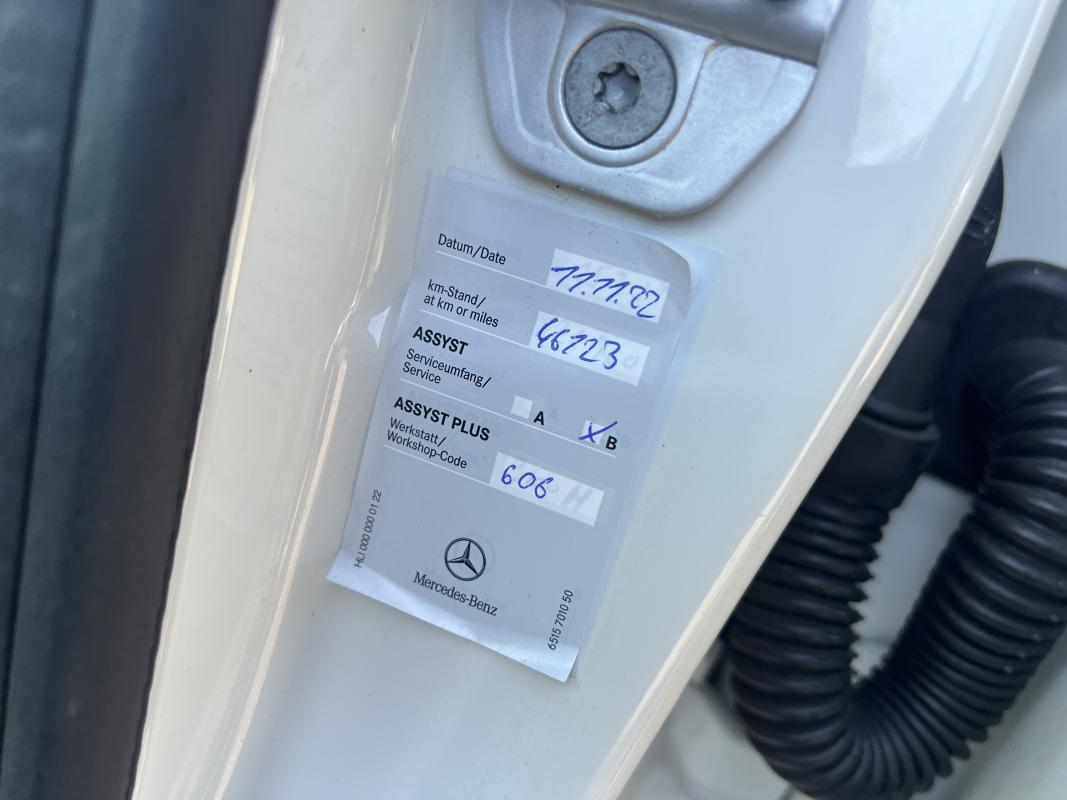 Datum/Date 11.11.22
km-Stand/
at km or miles 46123
ASSYST
Serviceumfang/
Service
A X B
ASSYST PLUS
Werkstatt/
Workshop-Code 606
HLI 000 000 01 22
Mercedes-Benz
6515 7010 50